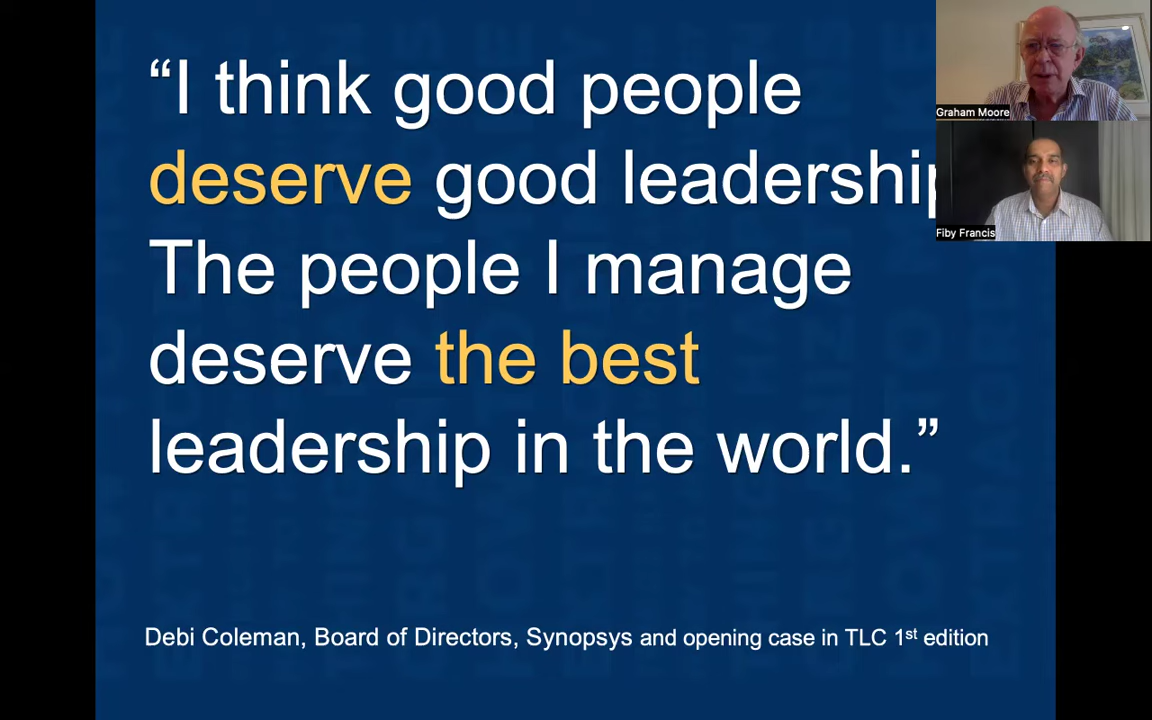 “I think good people
deserve good leadership
The people I manage
deserve the best
leadership in the world.”
Debi Coleman, Board of Directors, Synopsys and opening case in TLC 1st edition
Graham Moore
Fiby Francis